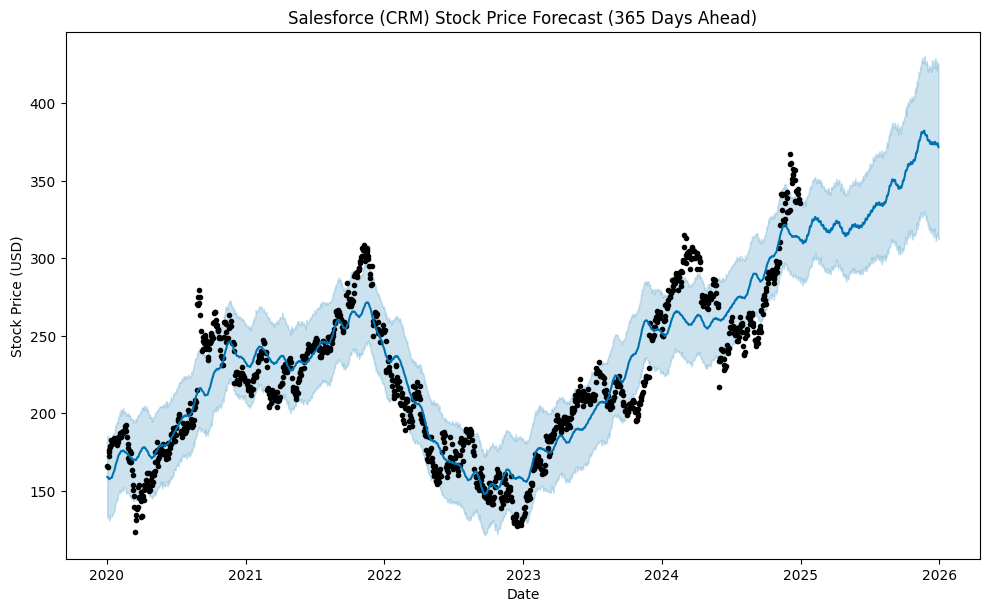 Salesforce (CRM) Stock Price Forecast (365 Days Ahead)
Stock Price (USD)
400
350
300
250
200
150
2020 2021 2022 2023 2024 2025 2026
Date